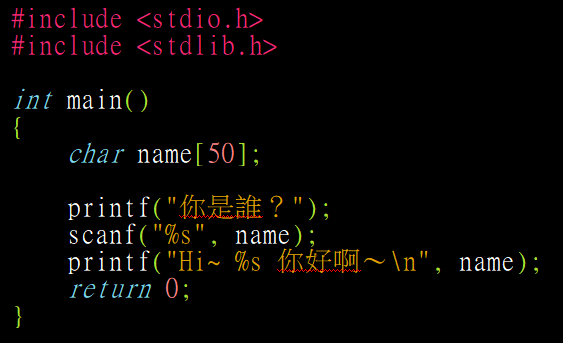 #include <stdio.h>
#include <stdlib.h>
int main()
{
char name[50];
printf("你是誰？");
scanf("%s", name);
printf("Hi~ %s 你好啊～\n", name);
return 0;
}